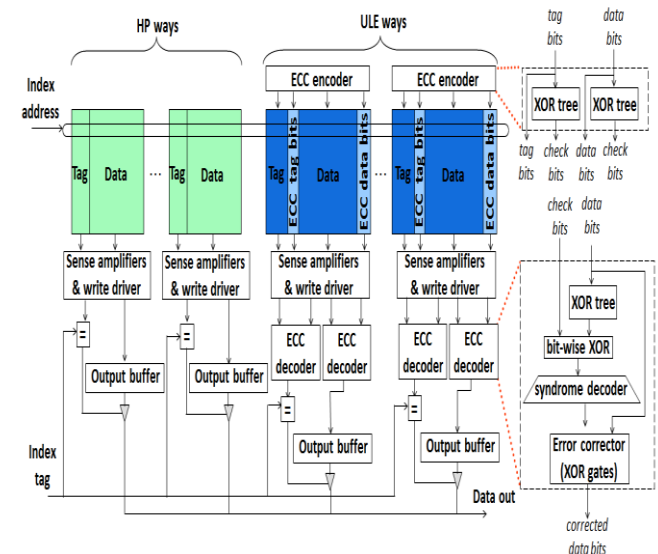 HP ways
ULE ways
tag bits
data bits
ECC encoder
ECC encoder
XOR tree
XOR tree
Index address
tag bits
check bits
data bits
check bits
Tag
Data
...
Tag
Data
Tag
ECC tag bits
Data
ECC data bits
...
Tag
ECC tag bits
Data
ECC data bits
check bits
data bits
Sense amplifiers & write driver
Sense amplifiers & write driver
Sense amplifiers & write driver
Sense amplifiers & write driver
XOR tree
=
=
ECC decoder
ECC decoder
ECC decoder
ECC decoder
bit-wise XOR
Output buffer
Output buffer
syndrome decoder
=
=
Output buffer
Output buffer
Error corrector (XOR gates)
Index tag
Data out
corrected data bits